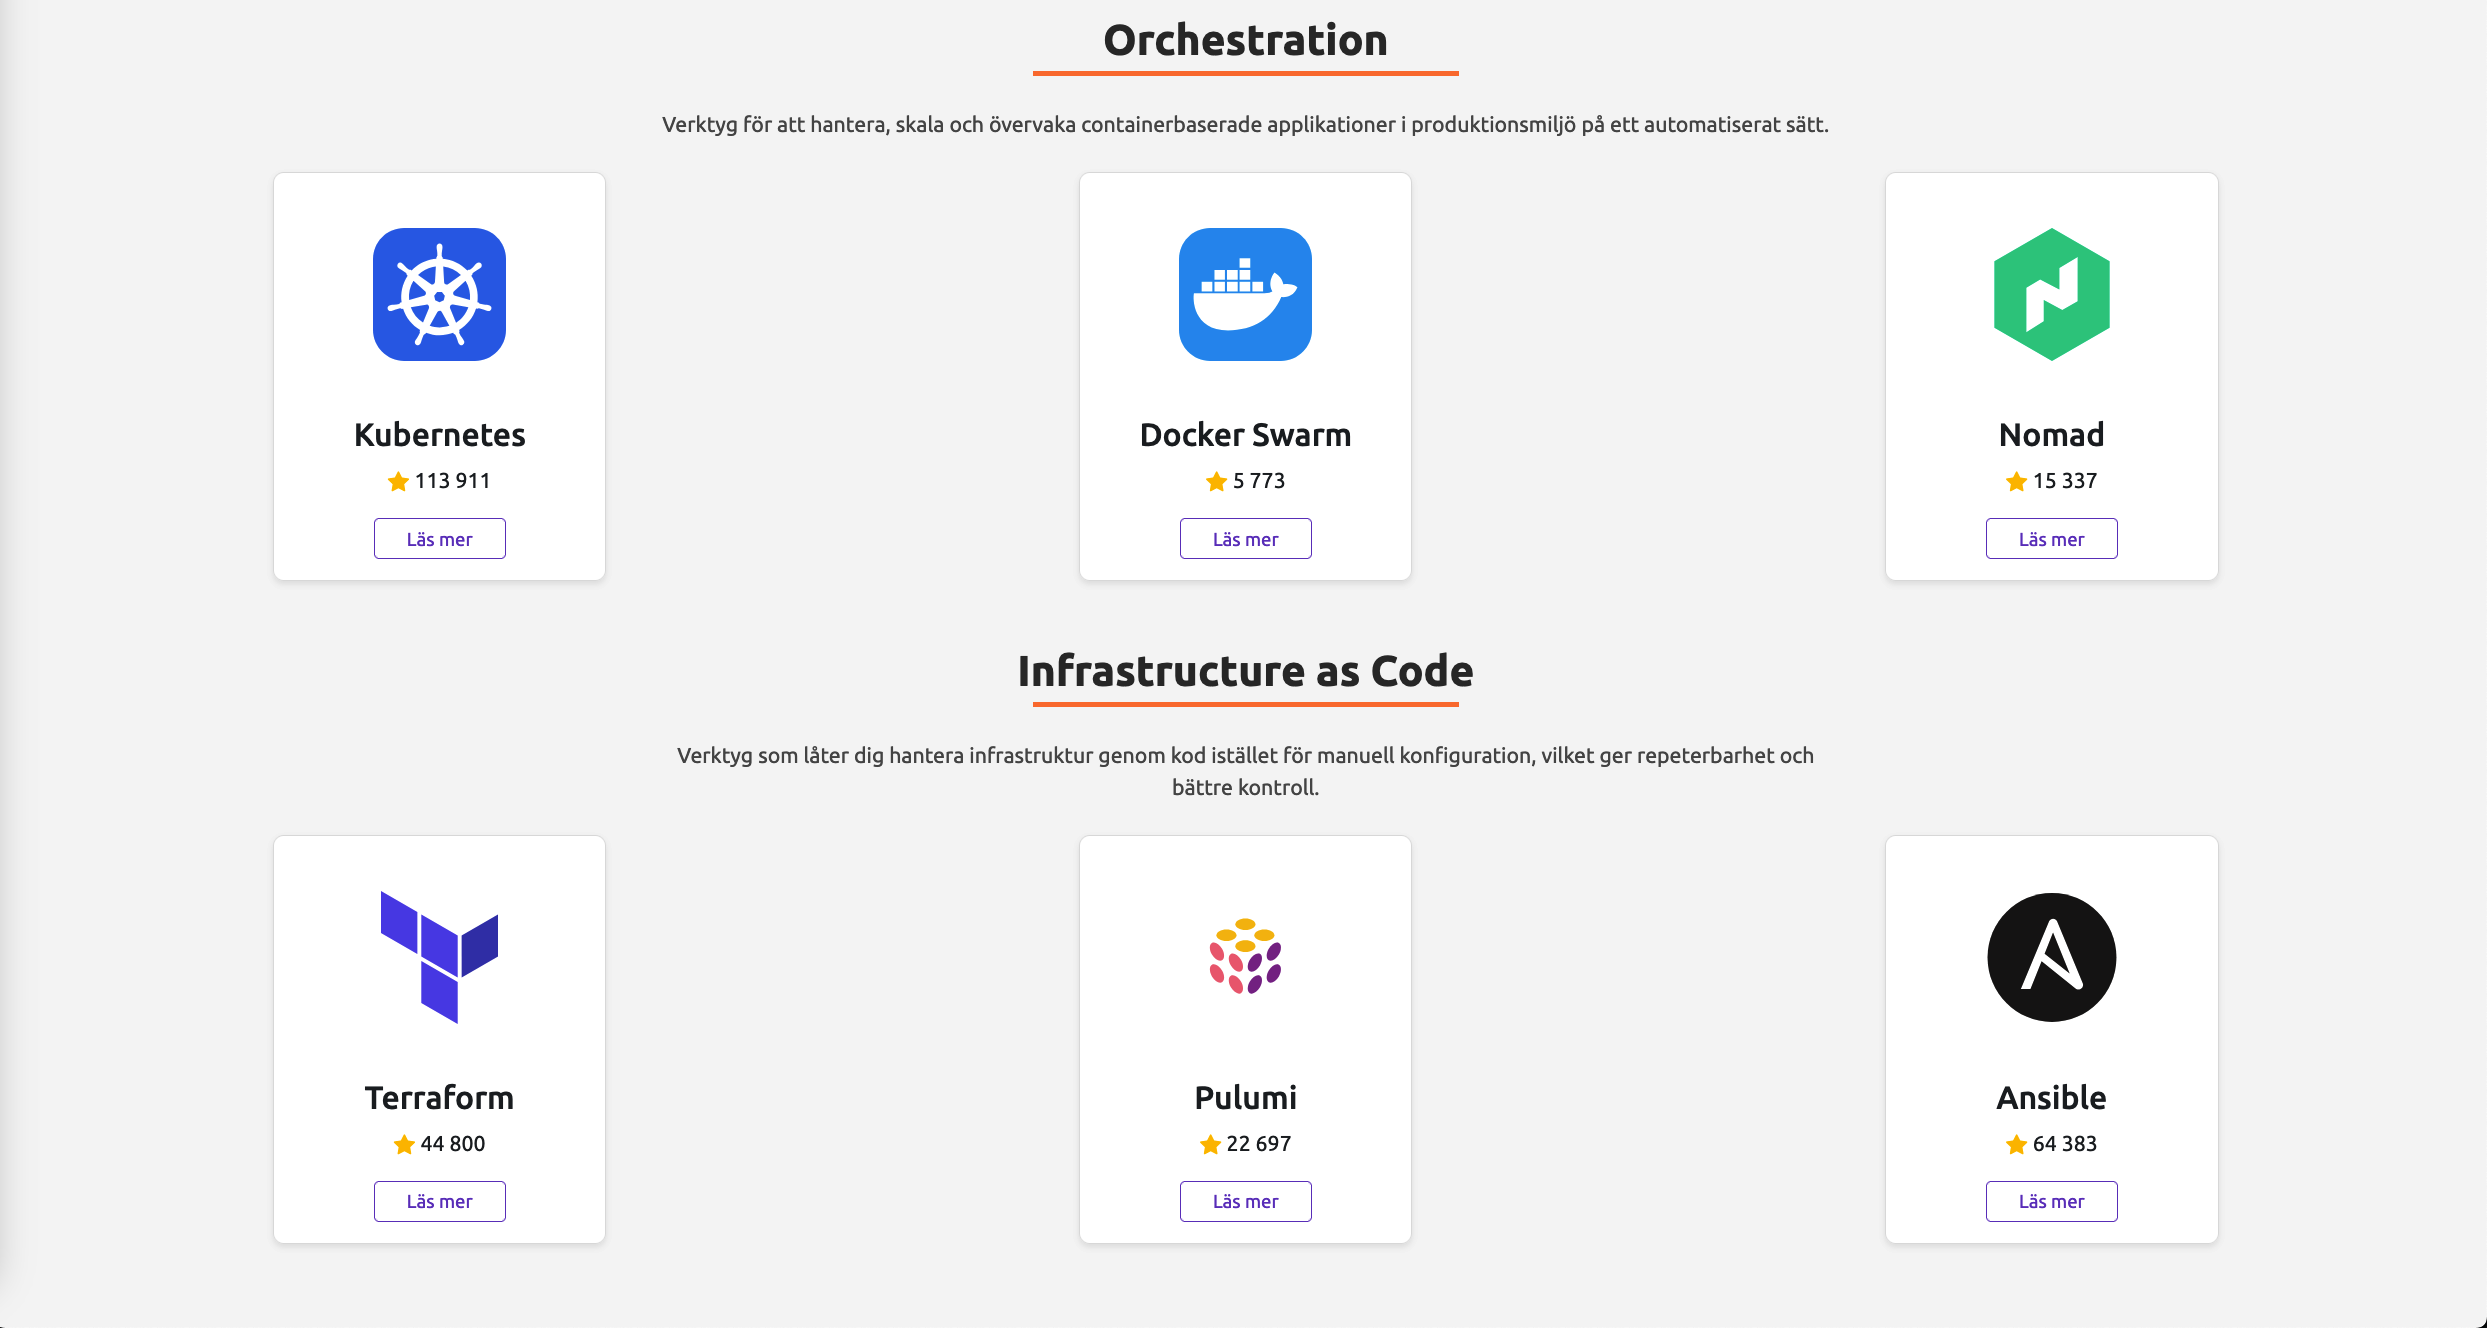 Orchestration
Verktyg för att hantera, skala och övervaka containerbaserade applikationer i produktionsmiljö på ett automatiserat sätt.
Kubernetes
113 911
Läs mer
Docker Swarm
5 773
Läs mer
Nomad
15 337
Läs mer
Infrastructure as Code
Verktyg som låter dig hantera infrastruktur genom kod istället för manuell konfiguration, vilket ger repeterbarhet och
bättre kontroll.
Terraform
44 800
Läs mer
Pulumi
22 697
Läs mer
Ansible
64 383
Läs mer